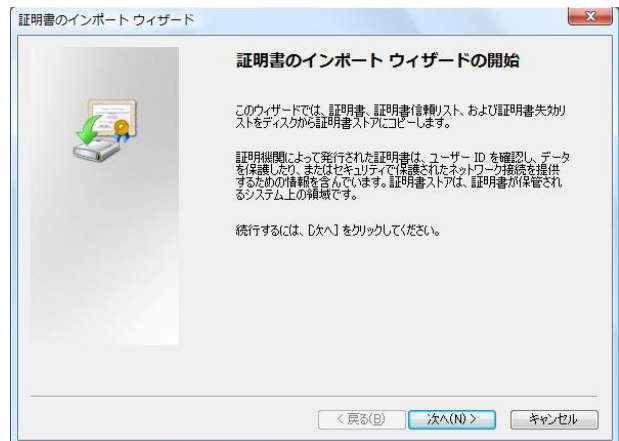 証明書のインポート ウィザード
証明書のインポート ウィザードの開始
このウィザードでは、証明書、証明書信頼リスト、および証明書失効リ
ストをディスクから証明書ストアにコピーします。
証明機関によって発行された証明書は、ユーザー ID を確認し、データ
を保護したり、またはセキュリティで保護されたネットワーク接続を提供
するための情報を含んでいます。証明書ストアは、証明書が保管され
るシステム上の領域です。
続行するには、[次へ] をクリックしてください。
< 戻る(B) 次へ(N) > キャンセル